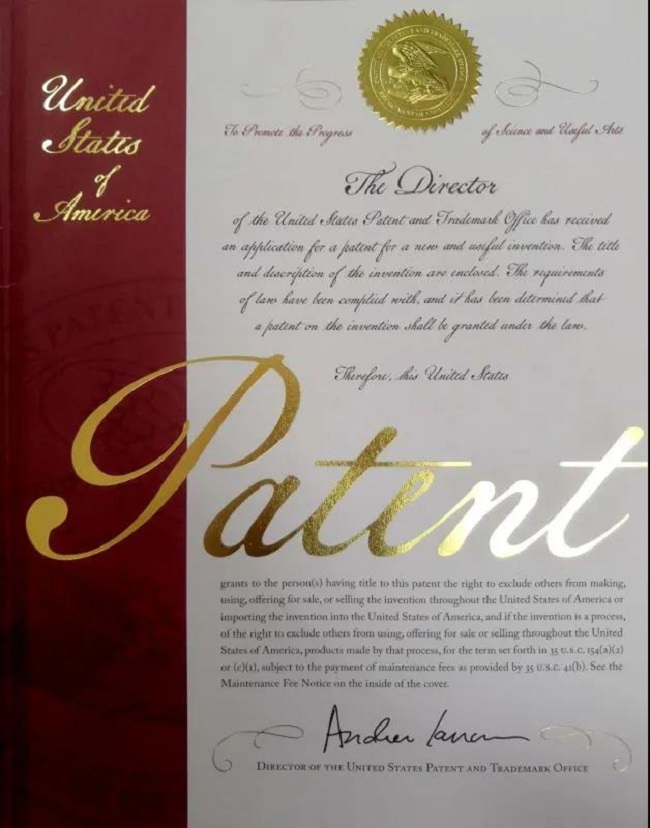 United
States
of
America
To Promote the Progress
of Science and Useful Arts
The Director
of the United States Patent and Trademark Office has received
an application for a patent for a new and useful invention. The title
and description of the invention are enclosed. The requirements
of law have been complied with, and it has been determined that
a patent on the invention shall be granted under the law.
Therefore, this United States
Patent
grants to the person(s) having title to this patent the right to exclude others from making,
using, offering for sale, or selling the invention throughout the United States of America or
importing the invention into the United States of America, and if the invention is a process,
of the right to exclude others from using, offering for sale or selling throughout the United
States of America, products made by that process, for the term set forth in 35 U.S.C. 154(a)(2)
or (c)(1), subject to the payment of maintenance fees as provided by 35 U.S.C. 41(b). See the
Maintenance Fee Notice on the inside of the cover.
DIRECTOR OF THE UNITED STATES PATENT AND TRADEMARK OFFICE